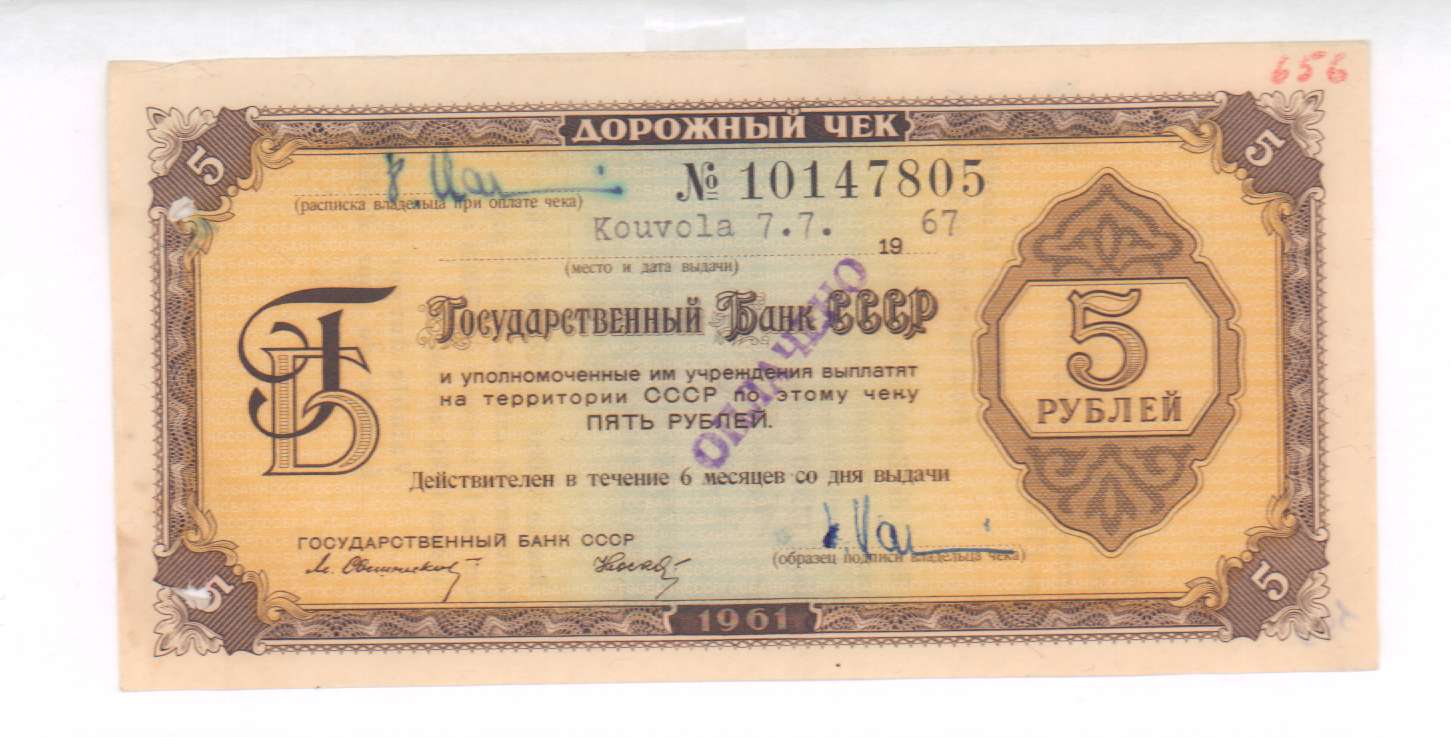 656
ДОРОЖНЫЙ ЧЕК
5
5
№ 10147805
(расписка владельца при оплате чека)
Kouvola 7.7. 1967
(место и дата выдачи)
Государственный Банк СССР
и уполномоченные им учреждения выплатят
на территории СССР по этому чеку
ПЯТЬ РУБЛЕЙ.
5
РУБЛЕЙ
ОПЛАЧЕНО
ГБ
Действителен в течение 6 месяцев со дня выдачи
ГОСУДАРСТВЕННЫЙ БАНК СССР
(образец подписи владельца чека)
5
5
1961